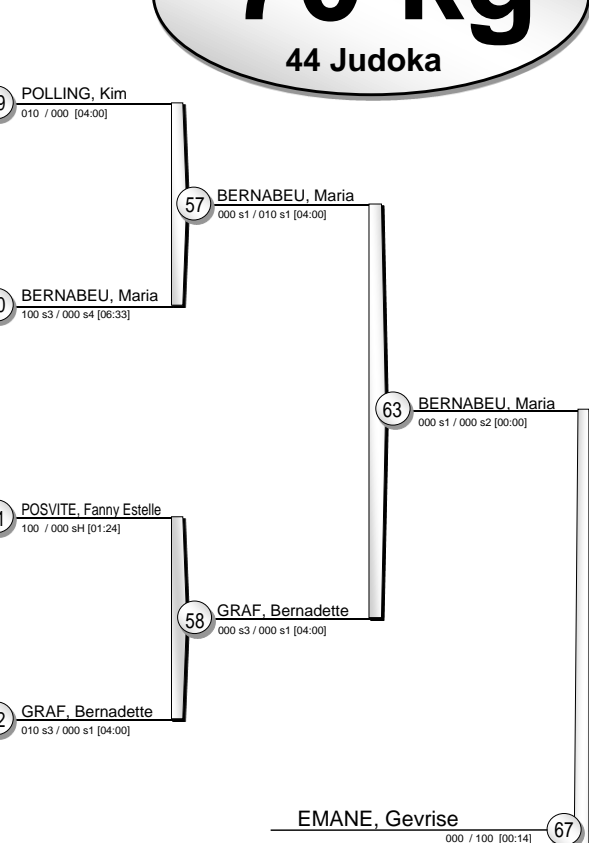 70 kg
44 Judoka
POLLING, Kim
010 / 000 [04:00]
57
BERNABEU, Maria
000 s1 / 010 s1 [04:00]
BERNABEU, Maria
100 s3 / 000 s4 [06:33]
63
BERNABEU, Maria
000 s1 / 000 s2 [00:00]
POSVITE, Fanny Estelle
100 / 000 sH [01:24]
58
GRAF, Bernadette
000 s3 / 000 s1 [04:00]
GRAF, Bernadette
010 s3 / 000 s1 [04:00]
EMANE, Gevrise
000 / 100 [00:14]
67